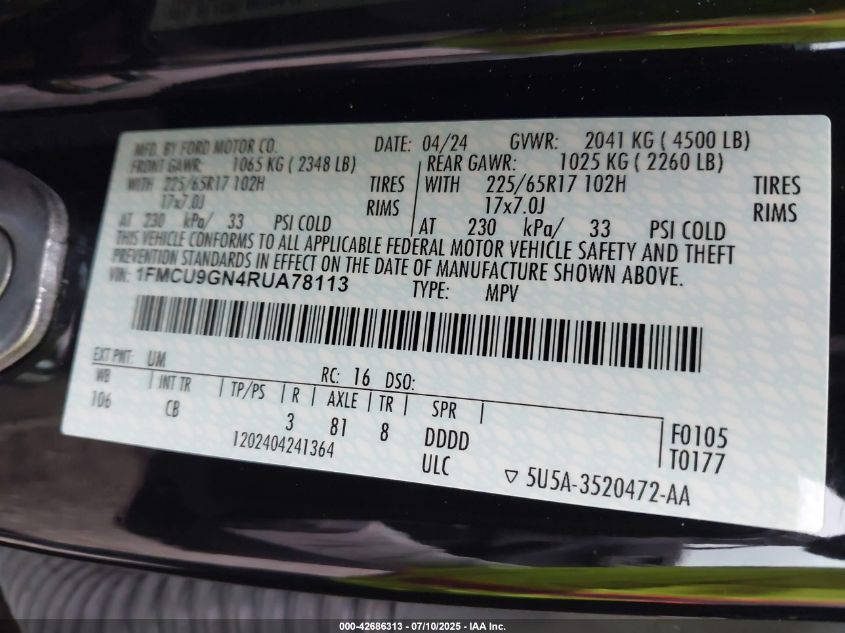 MFD. BY FORD MOTOR CO. DATE: 04/24 GVWR: 2041 KG ( 4500 LB)
FRONT GAWR: 1065 KG ( 2348 LB) REAR GAWR: 1025 KG ( 2260 LB)
WITH 225/65R17 102H TIRES WITH 225/65R17 102H TIRES
17x7.0J RIMS 17x7.0J RIMS
AT 230 kPa/ 33 PSI COLD AT 230 kPa/ 33 PSI COLD
THIS VEHICLE CONFORMS TO ALL APPLICABLE FEDERAL MOTOR VEHICLE SAFETY AND THEFT
PREVENTION STANDARDS IN EFFECT ON THE DATE OF MANUFACTURE SHOWN ABOVE.
VIN: 1FMCU9GN4RUA78113 TYPE: MPV
EXT PNT: UM RC: 16 DSO:
WB INT TR TP/PS R AXLE TR SPR
106 CB 3 81 8 DDDD F0105
1202404241364 ULC T0177
5U5A-3520472-AA
000-42686313 - 07/10/2025 - IAA Inc.